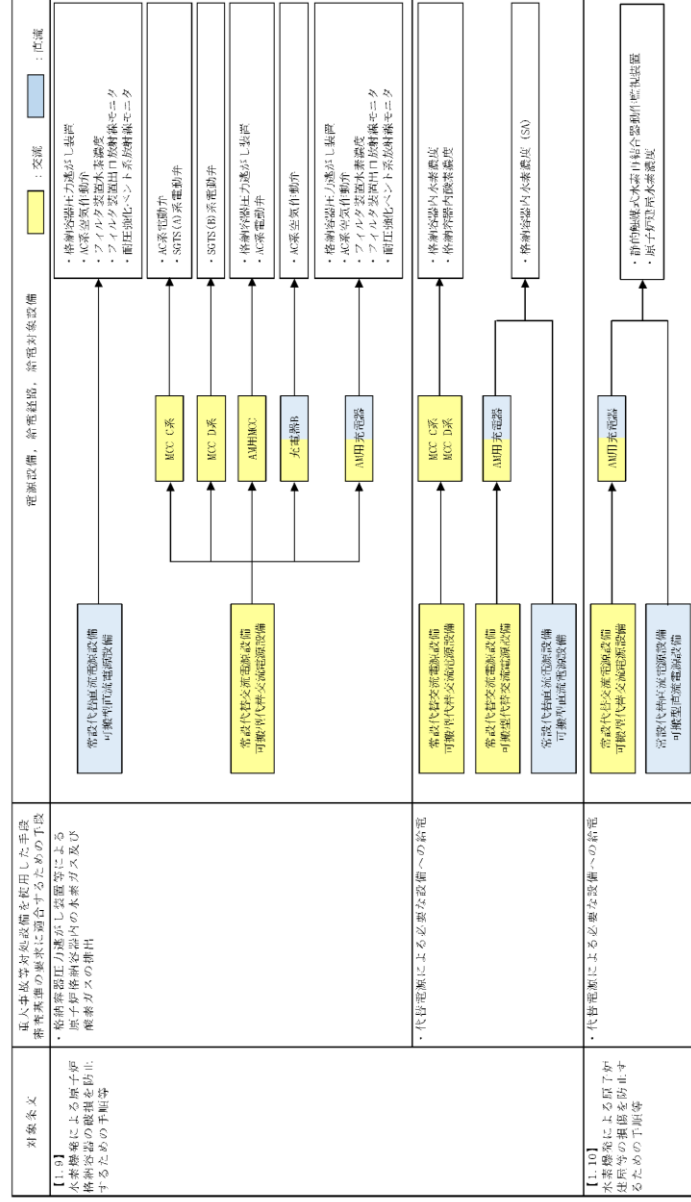 対象条文
重大事故等対処設備を使用した手段
審査基準の要求に適合するための手段
電源設備，給電経路，給電対象設備
：交流
：直流
【1.9】
水素爆発による原子炉
格納容器の破損を防止
するための手順等
・格納容器圧力逃がし装置等による
原子炉格納容器内の水素ガス及び
酸素ガスの排出
常設代替直流電源設備
可搬型直流電源設備
・格納容器圧力逃がし装置
・AC系空気作動弁
・フィルタ装置水素濃度
・フィルタ装置出口放射線モニタ
・耐圧強化ベント系放射線モニタ
常設代替交流電源設備
可搬型代替交流電源設備
MCC C系
・AC系電動弁
・SGTS(A)系電動弁
MCC D系
・SGTS(B)系電動弁
AM用MCC
・格納容器圧力逃がし装置
・AC系電動弁
充電器B
・AC系空気作動弁
AM用充電器
・格納容器圧力逃がし装置
・AC系空気作動弁
・フィルタ装置水素濃度
・フィルタ装置出口放射線モニタ
・耐圧強化ベント系放射線モニタ
・代替電源による必要な設備への給電
常設代替交流電源設備
可搬型代替交流電源設備
MCC C系
MCC D系
・格納容器内水素濃度
・格納容器内酸素濃度
常設代替交流電源設備
可搬型代替交流電源設備
AM用充電器
常設代替直流電源設備
可搬型直流電源設備
・格納容器内水素濃度 (SA)
【1.10】
水素爆発による原子炉
建屋等の損傷を防止す
るための手順等
・代替電源による必要な設備への給電
常設代替交流電源設備
可搬型代替交流電源設備
AM用充電器
常設代替直流電源設備
可搬型直流電源設備
・静的触媒式水素再結合器動作監視装置
・原子炉建屋水素濃度